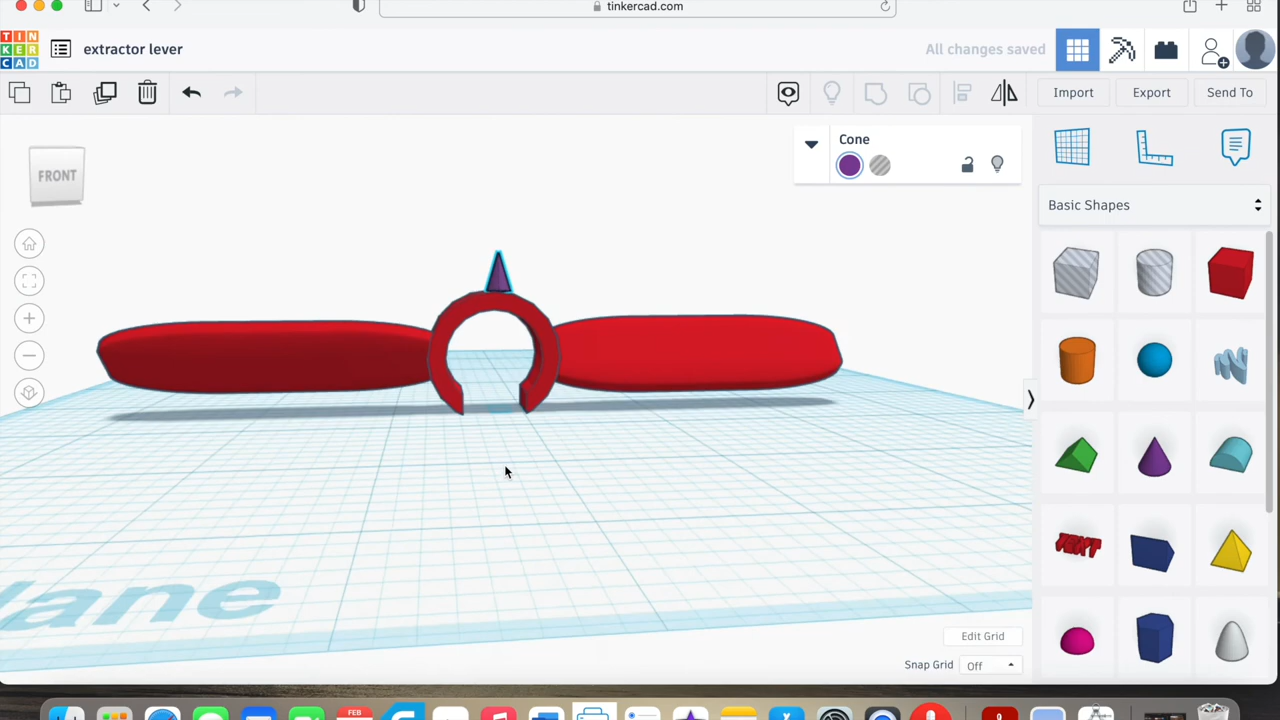 tinkercad.com
TIN
KER
CAD
extractor lever
All changes saved
Import
Export
Send To
Cone
FRONT
Basic Shapes
TEXT
lane
Edit Grid
Snap Grid
Off
FEB